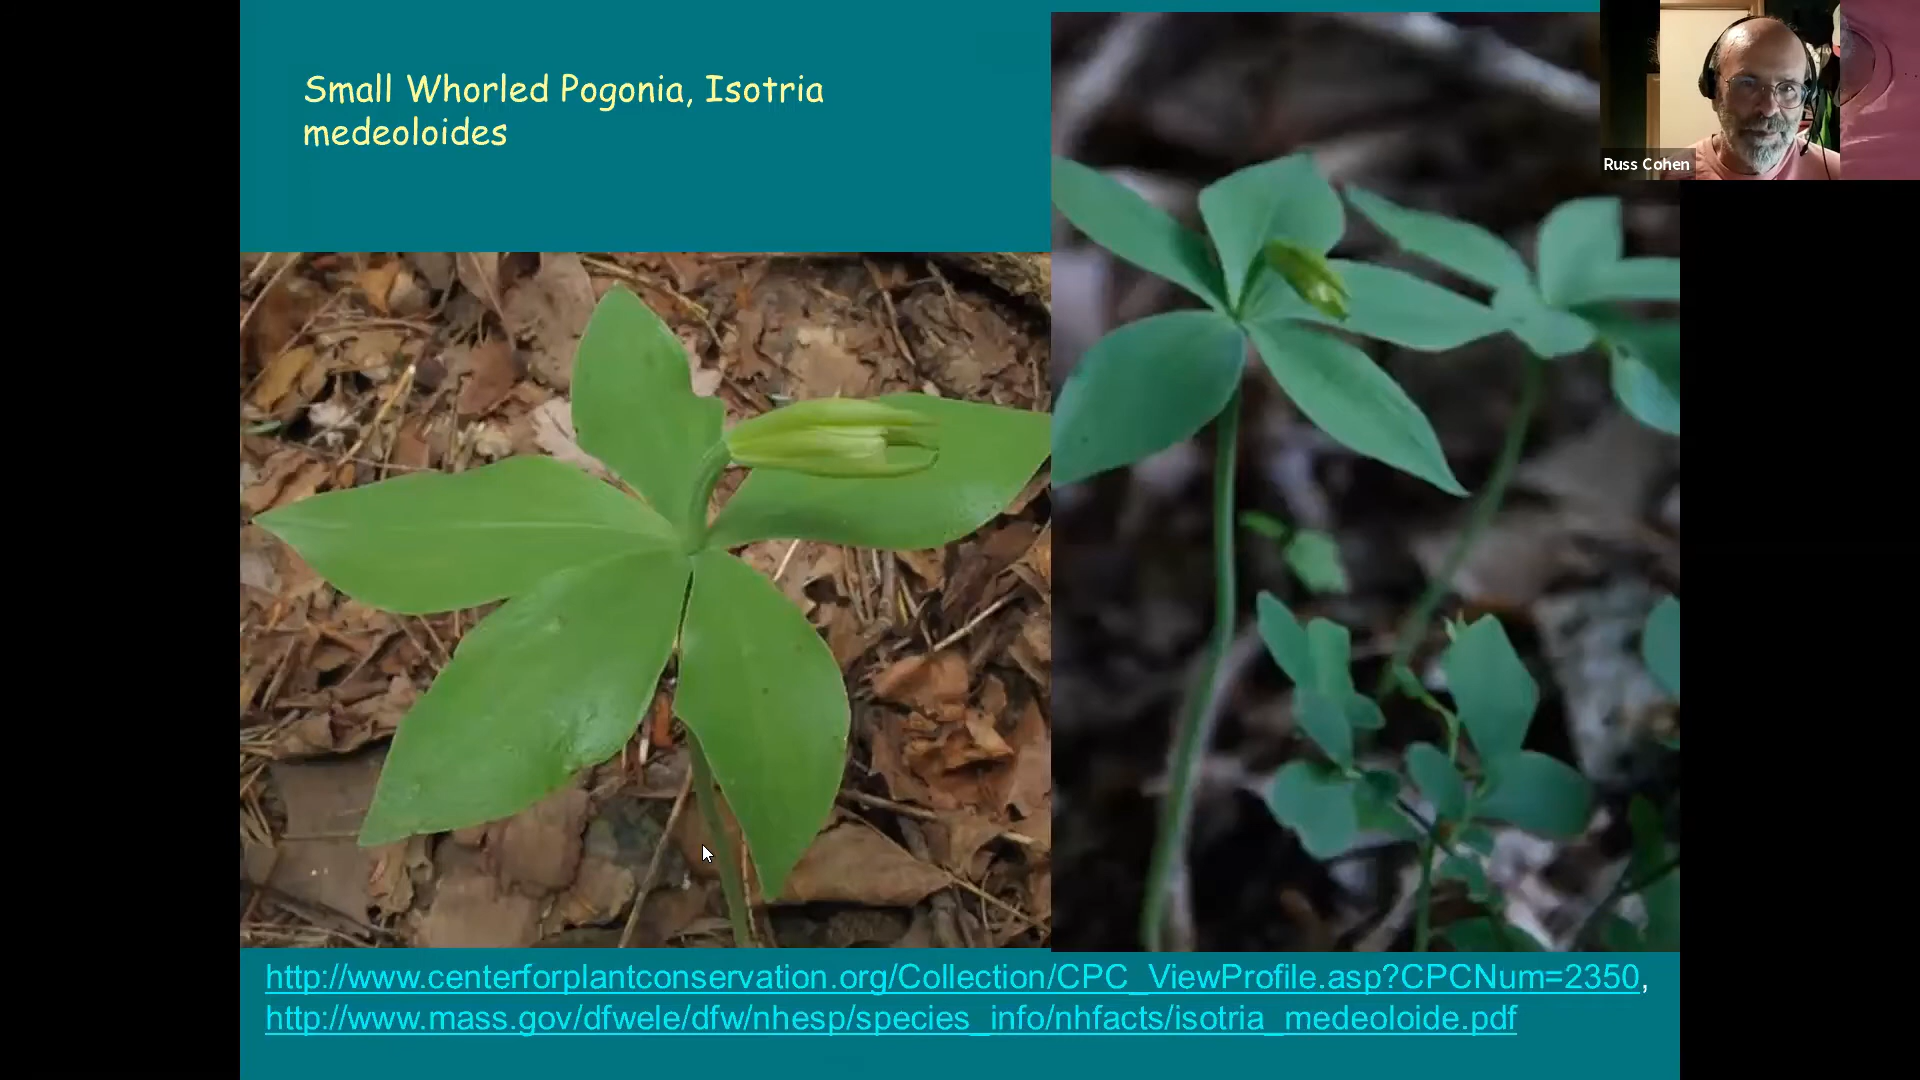 Small Whorled Pogonia, Isotria
medeoloides
Russ Cohen
http://www.centerforplantconservation.org/Collection/CPC_ViewProfile.asp?CPCNum=2350,
http://www.mass.gov/dfwele/dfw/nhesp/species_info/nhfacts/isotria_medeoloide.pdf